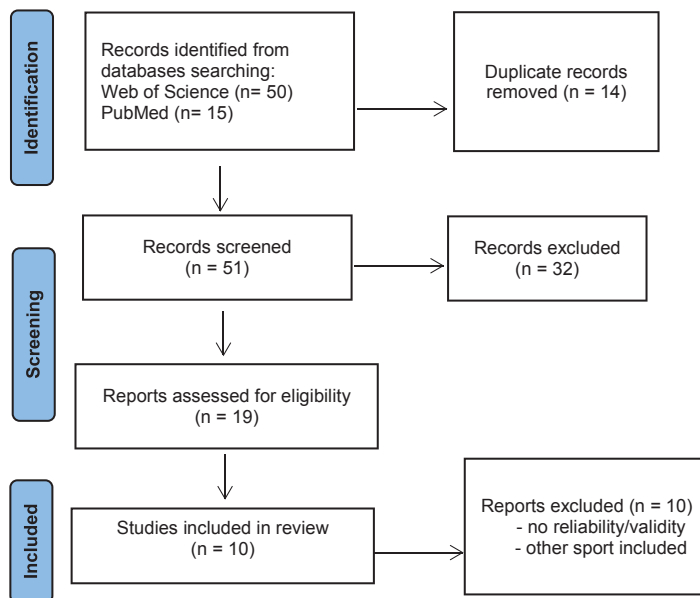 Identification
Records identified from
databases searching:
Web of Science (n= 50)
PubMed (n= 15)
Duplicate records
removed (n = 14)
Screening
Records screened
(n = 51)
Records excluded
(n = 32)
Reports assessed for eligibility
(n = 19)
Included
Studies included in review
(n = 10)
Reports excluded (n = 10)
- no reliability/validity
- other sport included